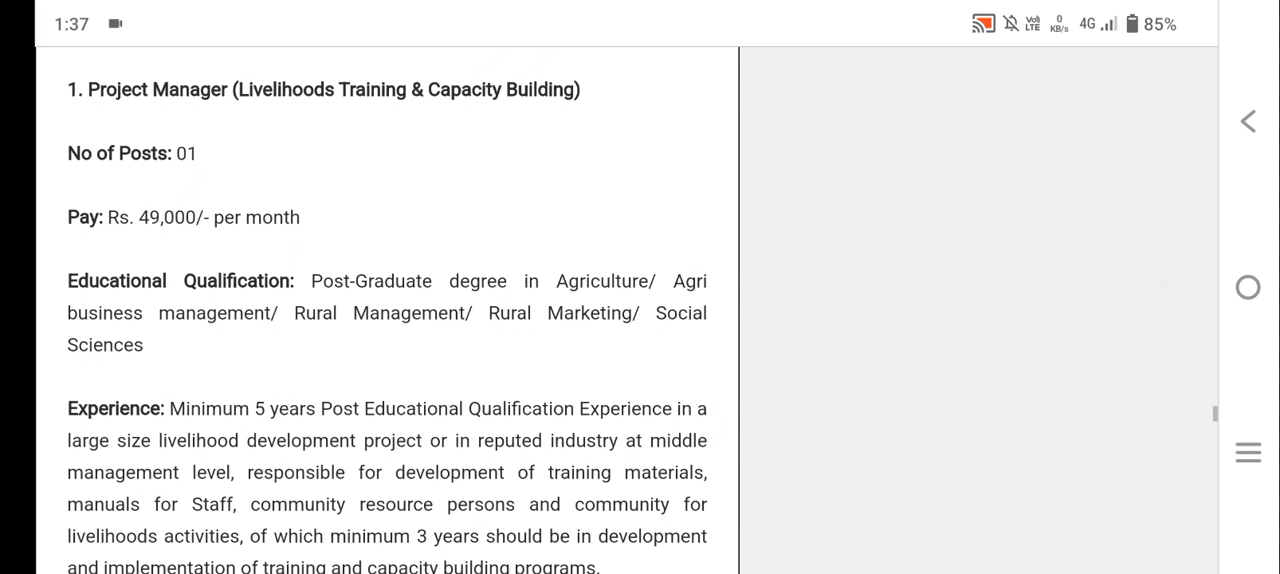 1:37
Vol) LTE
0 KB/s
4G
85%
1. Project Manager (Livelihoods Training & Capacity Building)
No of Posts: 01
Pay: Rs. 49,000/- per month
Educational Qualification: Post-Graduate degree in Agriculture/ Agri
business management/ Rural Management/ Rural Marketing/ Social
Sciences
Experience: Minimum 5 years Post Educational Qualification Experience in a
large size livelihood development project or in reputed industry at middle
management level, responsible for development of training materials,
manuals for Staff, community resource persons and community for
livelihoods activities, of which minimum 3 years should be in development
and implementation of training and capacity building programs.